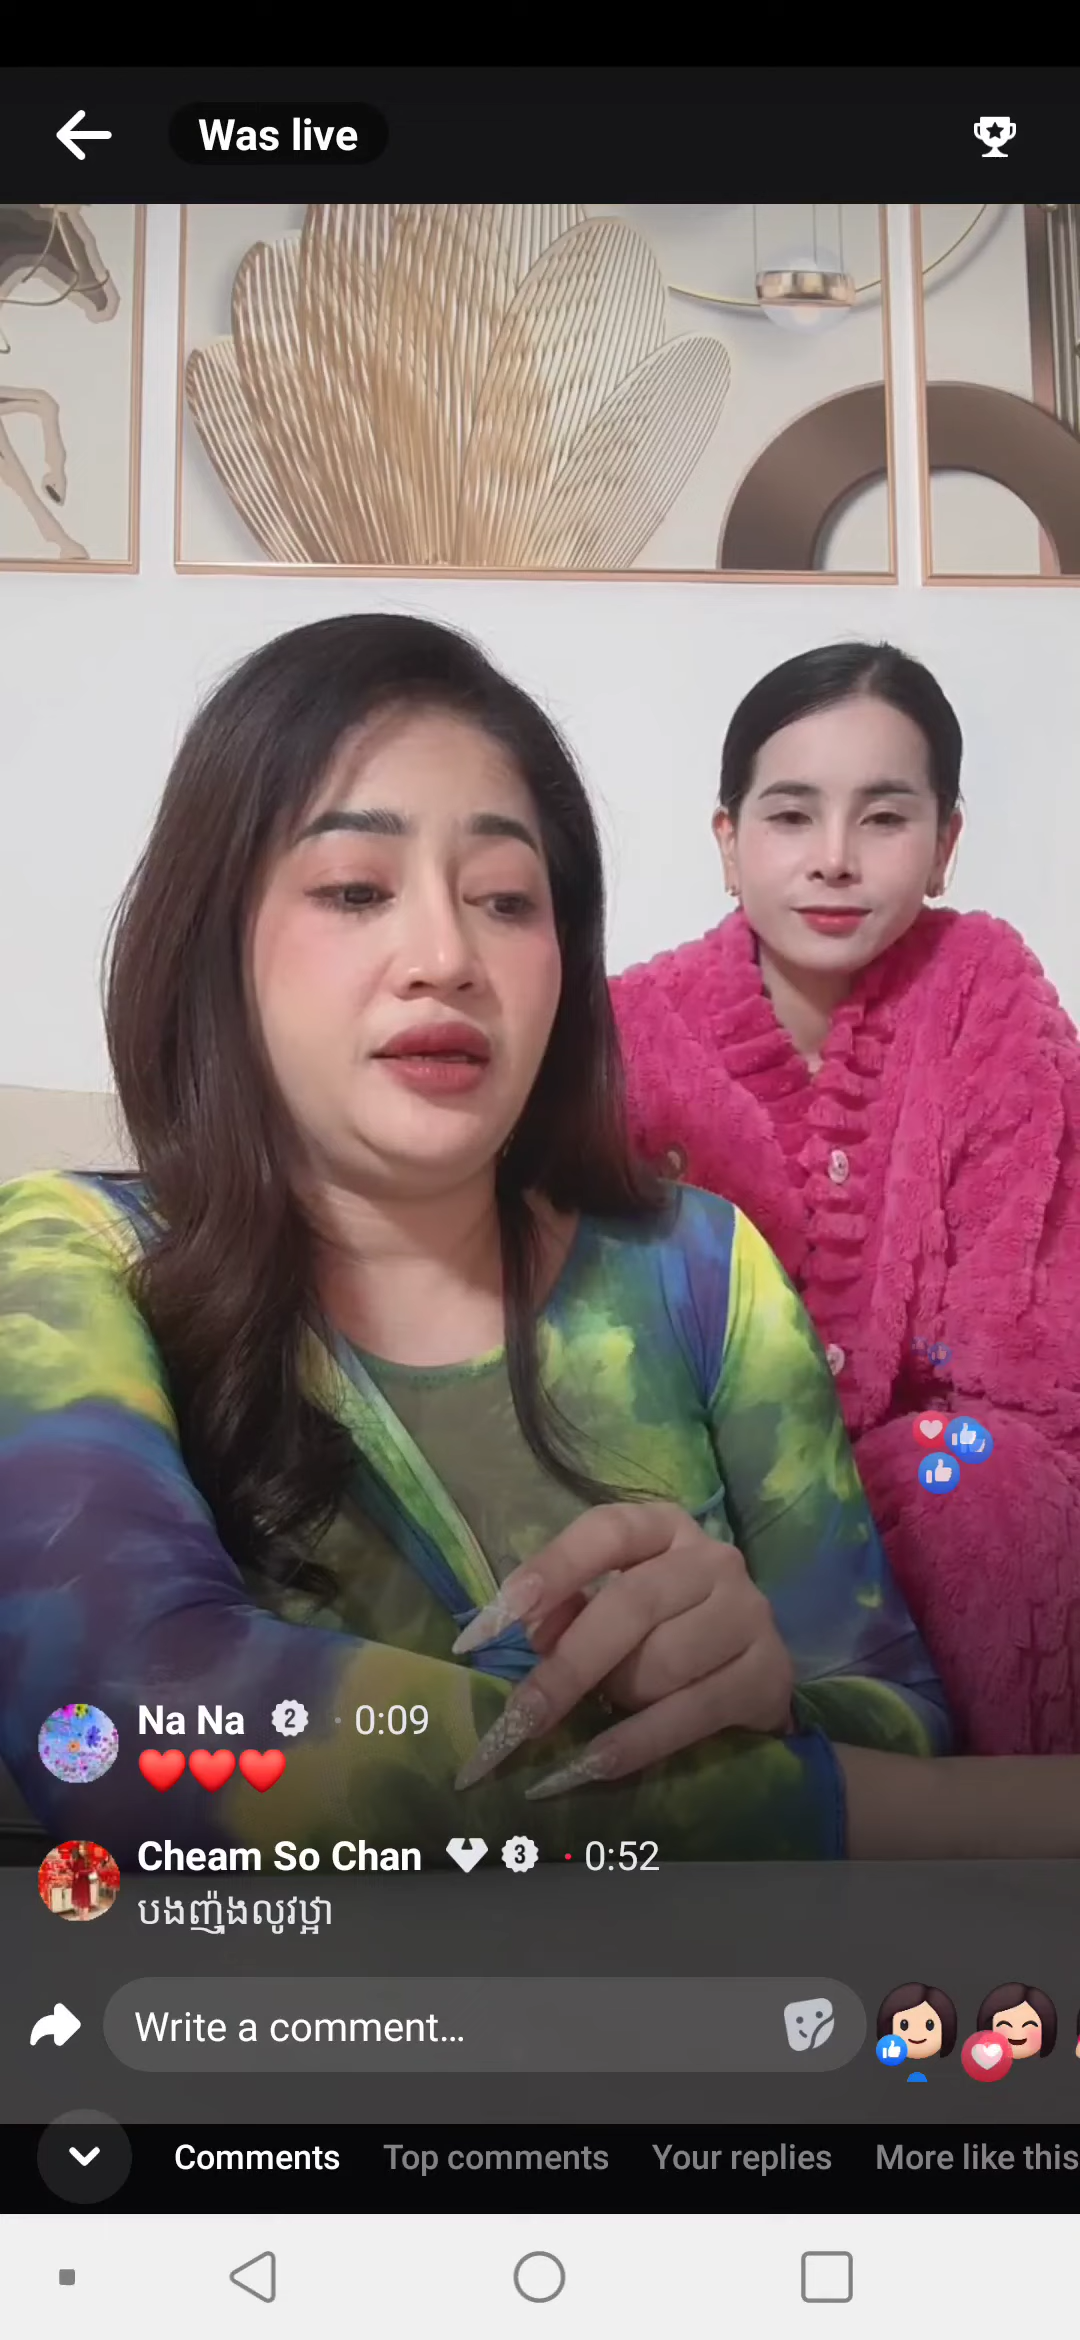 Was live
Na Na 2 · 0:09
❤️❤️❤️
Cheam So Chan 3 · 0:52
បងញ៉ុងលូវហ្អា
Write a comment...
Comments Top comments Your replies More like this